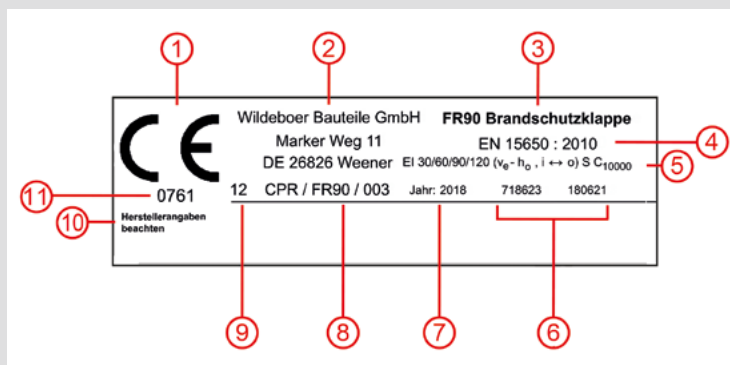 1
2
3
CE
Wildeboer Bauteile GmbH
FR90 Brandschutzklappe
Marker Weg 11
EN 15650 : 2010
4
DE 26826 Weener
EI 30/60/90/120 (vₑ- hₒ , i ↔ o) S C₁₀₀₀₀
5
11
0761
12
CPR / FR90 / 003
Jahr: 2018
718623
180621
10
Herstellerangaben
beachten
9
8
7
6